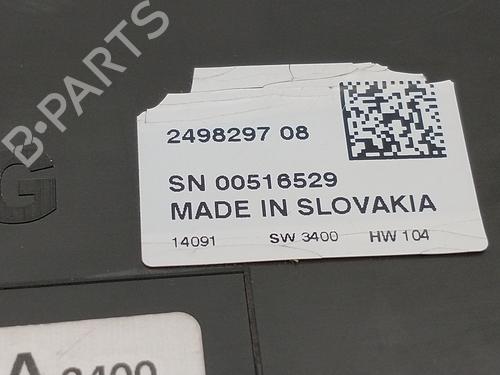 B-PARTS
2498297 08
SN 00516529
MADE IN SLOVAKIA
14091 SW 3400 HW 104
G
A